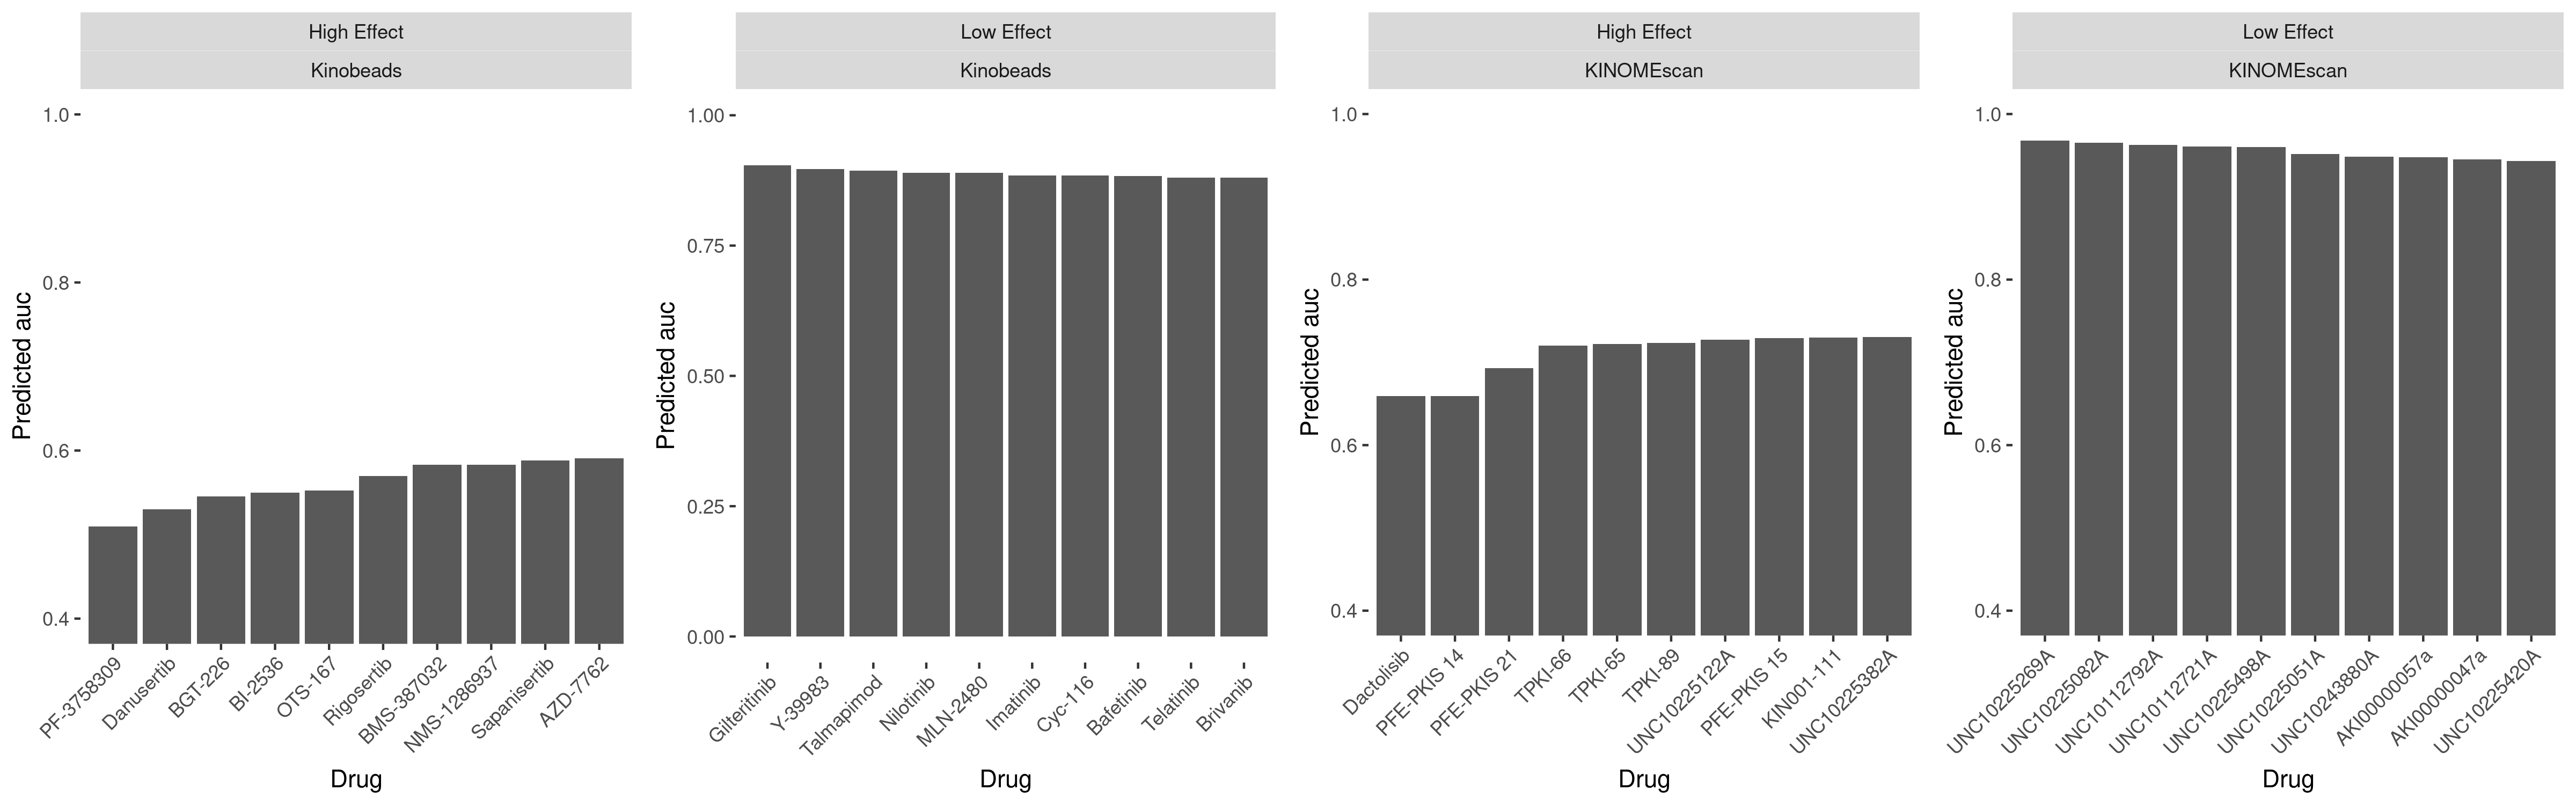 High Effect
Kinobeads
Predicted auc
1.0
0.8
0.6
0.4
PF-3758309
Danusertib
BGT-226
BI-2536
OTS-167
Rigosertib
BMS-387032
NMS-1286937
Sapanisertib
AZD-7762
Drug
Low Effect
Kinobeads
Predicted auc
1.00
0.75
0.50
0.25
0.00
Gilteritinib
Y-39983
Talmapimod
Nilotinib
MLN-2480
Imatinib
Cyc-116
Bafetinib
Telatinib
Brivanib
Drug
High Effect
KINOMEscan
Predicted auc
1.0
0.8
0.6
0.4
Dactolisib
PFE-PKIS 14
PFE-PKIS 21
TPKI-66
TPKI-65
TPKI-89
UNC10225122A
PFE-PKIS 15
KIN001-111
UNC10225382A
Drug
Low Effect
KINOMEscan
Predicted auc
1.0
0.8
0.6
0.4
UNC10225269A
UNC10225082A
UNC10112792A
UNC10112721A
UNC10225498A
UNC10225051A
UNC10243880A
AKI00000057a
AKI00000047a
UNC10225420A
Drug